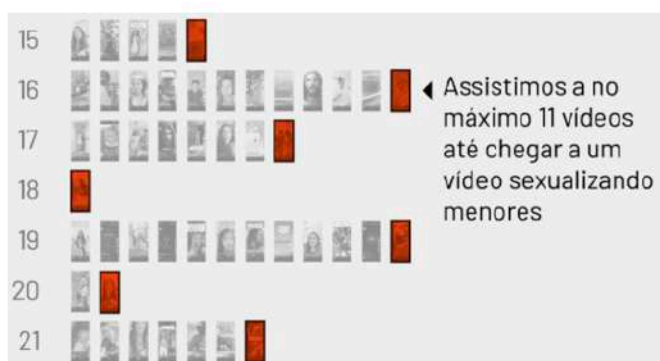 15
16
◀ Assistimos a no
máximo 11 vídeos
17
até chegar a um
vídeo sexualizando
18
menores
19
20
21